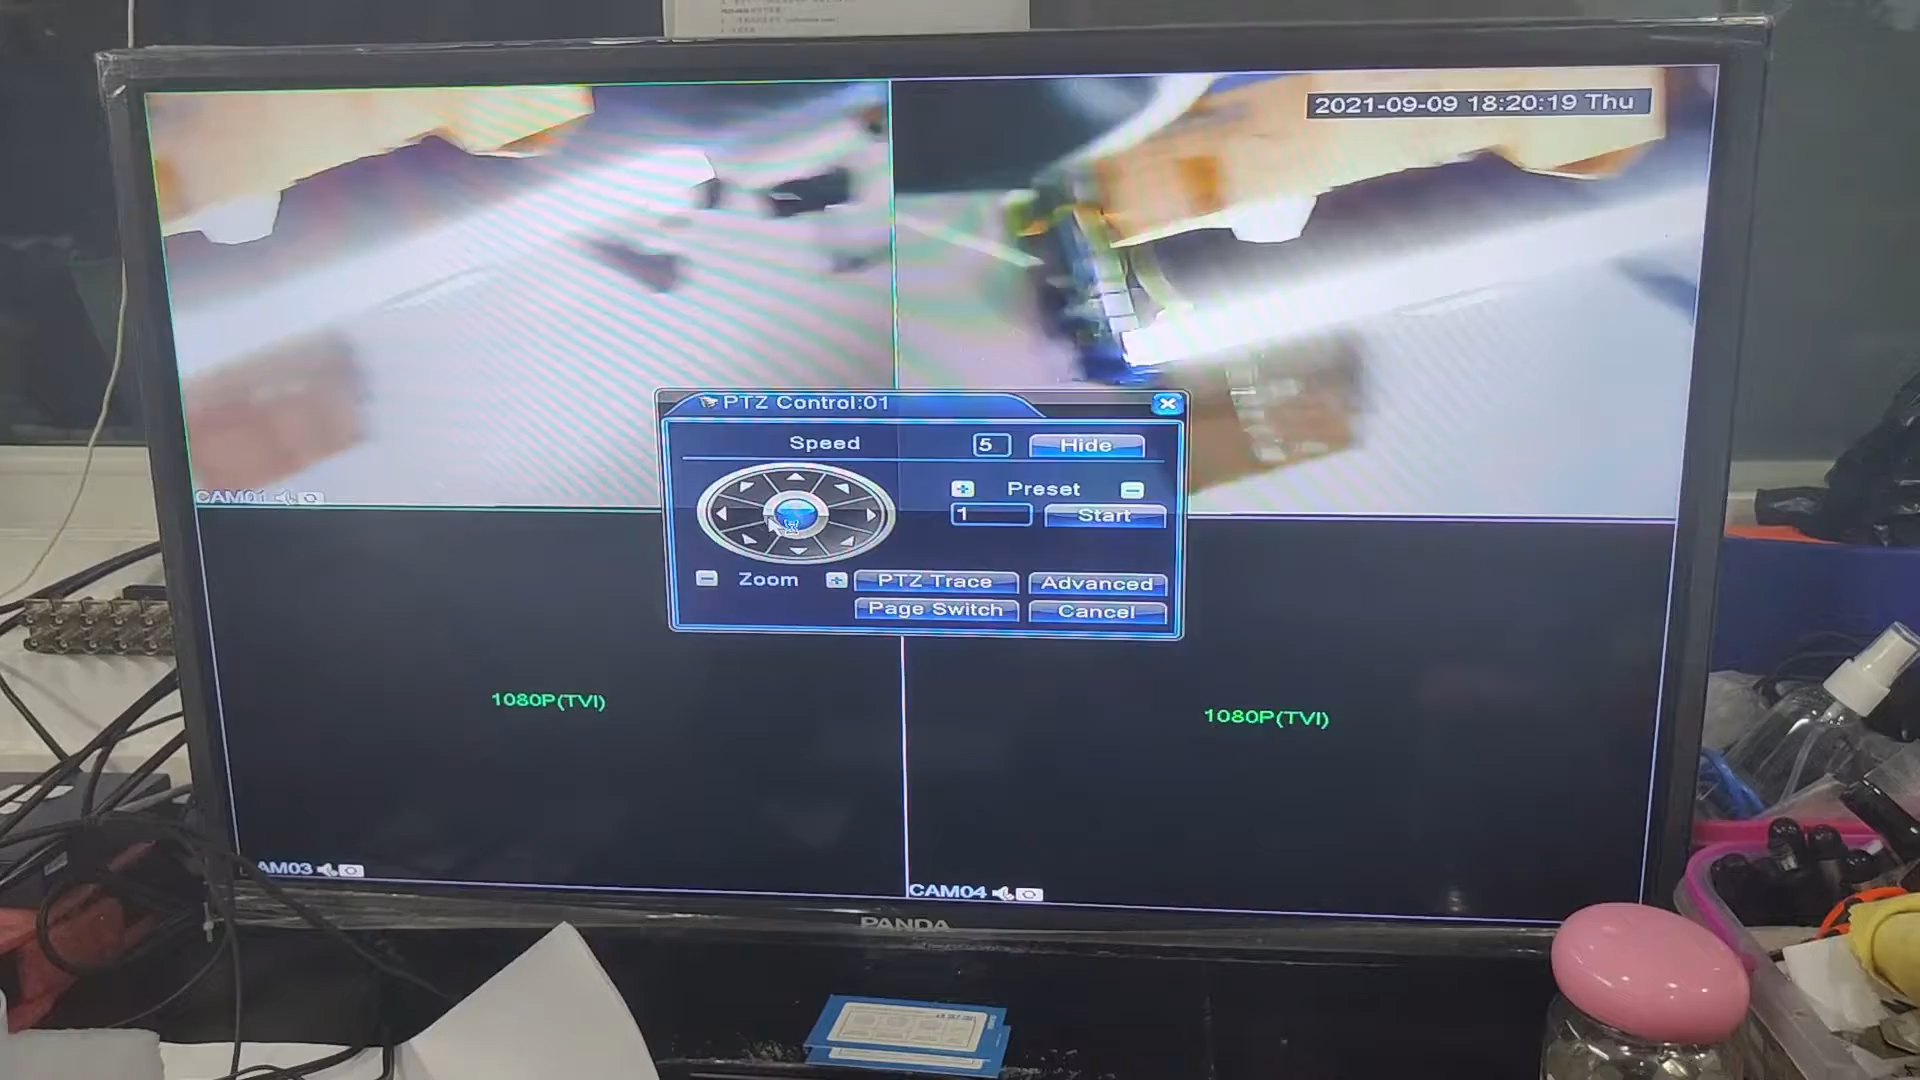 2021-09-09 18:20:19 Thu
PTZ Control:01
Speed 5 Hide
Preset
1 Start
Zoom PTZ Trace Advanced
Page Switch Cancel
CAM01
1080P(TVI)
1080P(TVI)
AM03
CAM04
PANDA